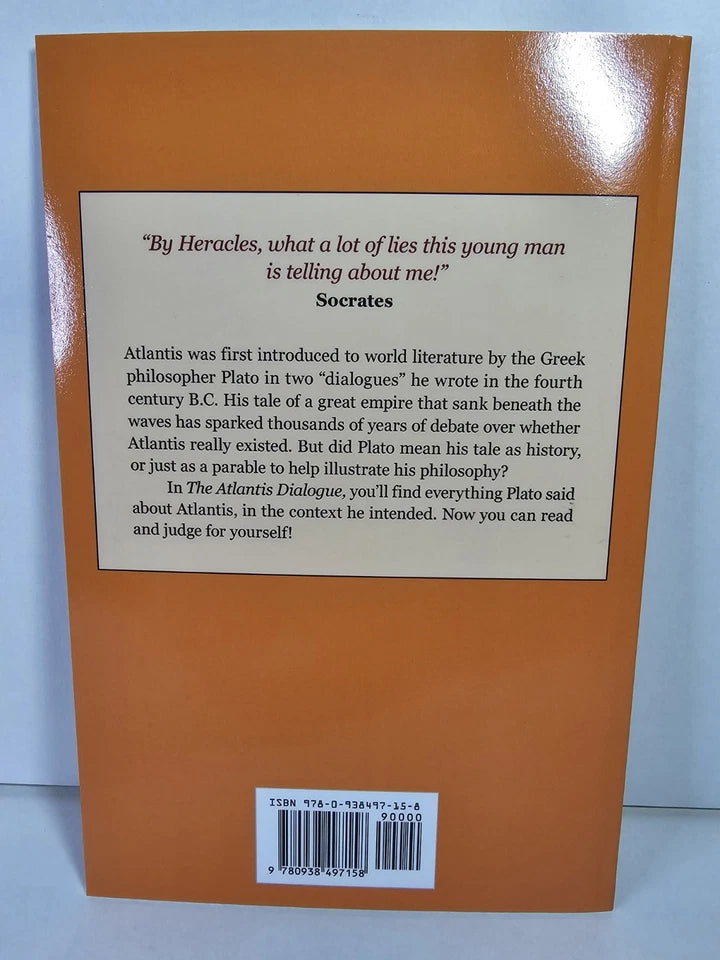 “By Heracles, what a lot of lies this young man
is telling about me!”
Socrates
Atlantis was first introduced to world literature by the Greek
philosopher Plato in two “dialogues” he wrote in the fourth
century B.C. His tale of a great empire that sank beneath the
waves has sparked thousands of years of debate over whether
Atlantis really existed. But did Plato mean his tale as history,
or just as a parable to help illustrate his philosophy?
In The Atlantis Dialogue, you’ll find everything Plato said
about Atlantis, in the context he intended. Now you can read
and judge for yourself!
ISBN 978-0-938497-15-8
90000
9 780938 497158